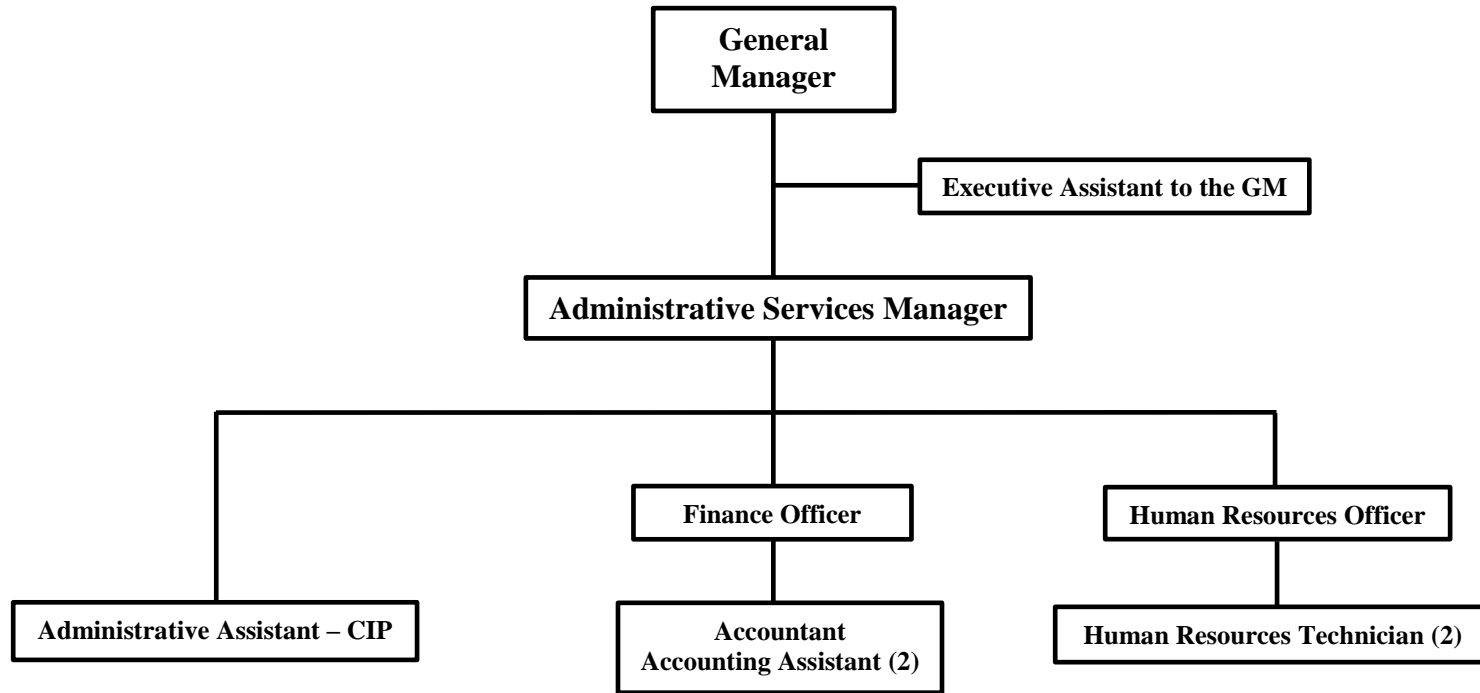 General
Manager
Executive Assistant to the GM
Administrative Services Manager
Finance Officer
Human Resources Officer
Administrative Assistant – CIP
Accountant
Accounting Assistant (2)
Human Resources Technician (2)